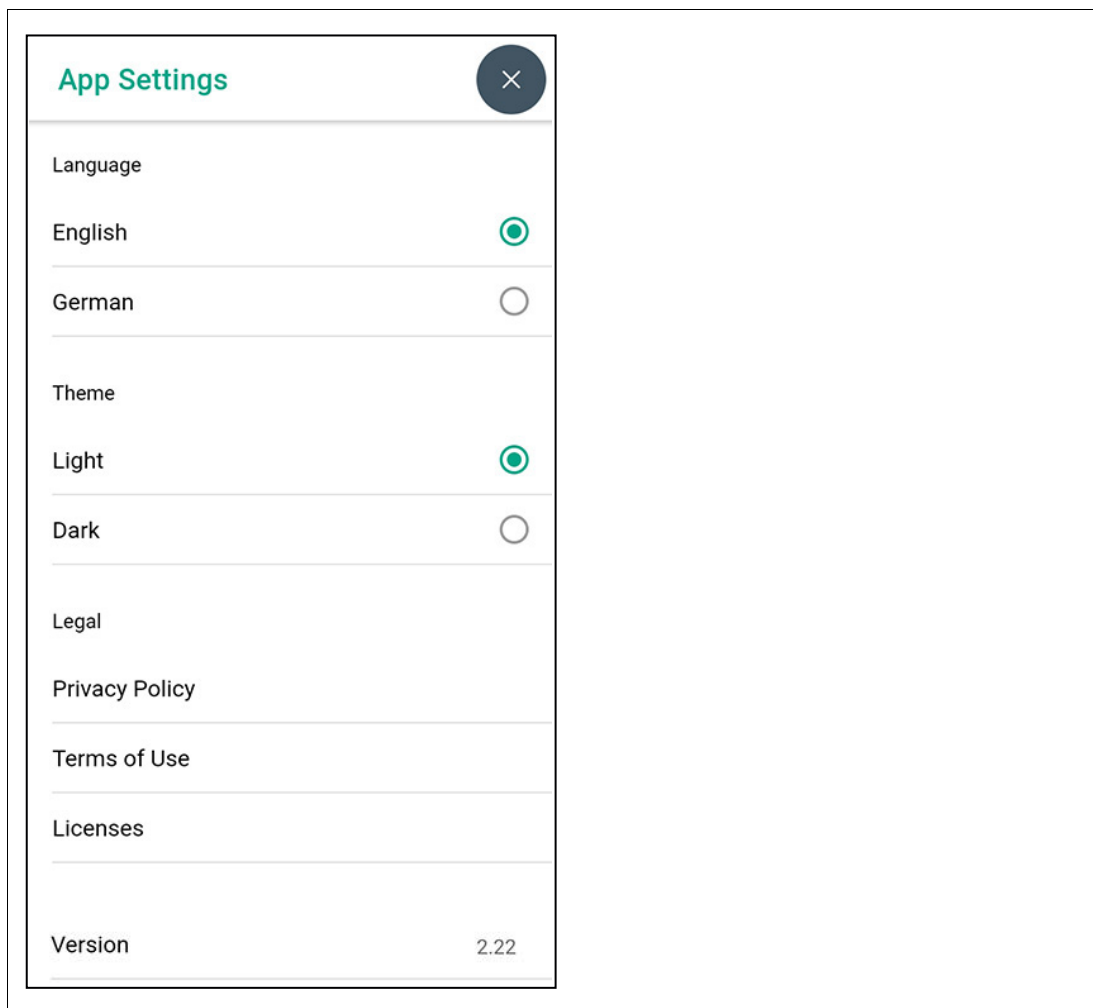 App Settings
Language
English
German
Theme
Light
Dark
Legal
Privacy Policy
Terms of Use
Licenses
Version 2.22